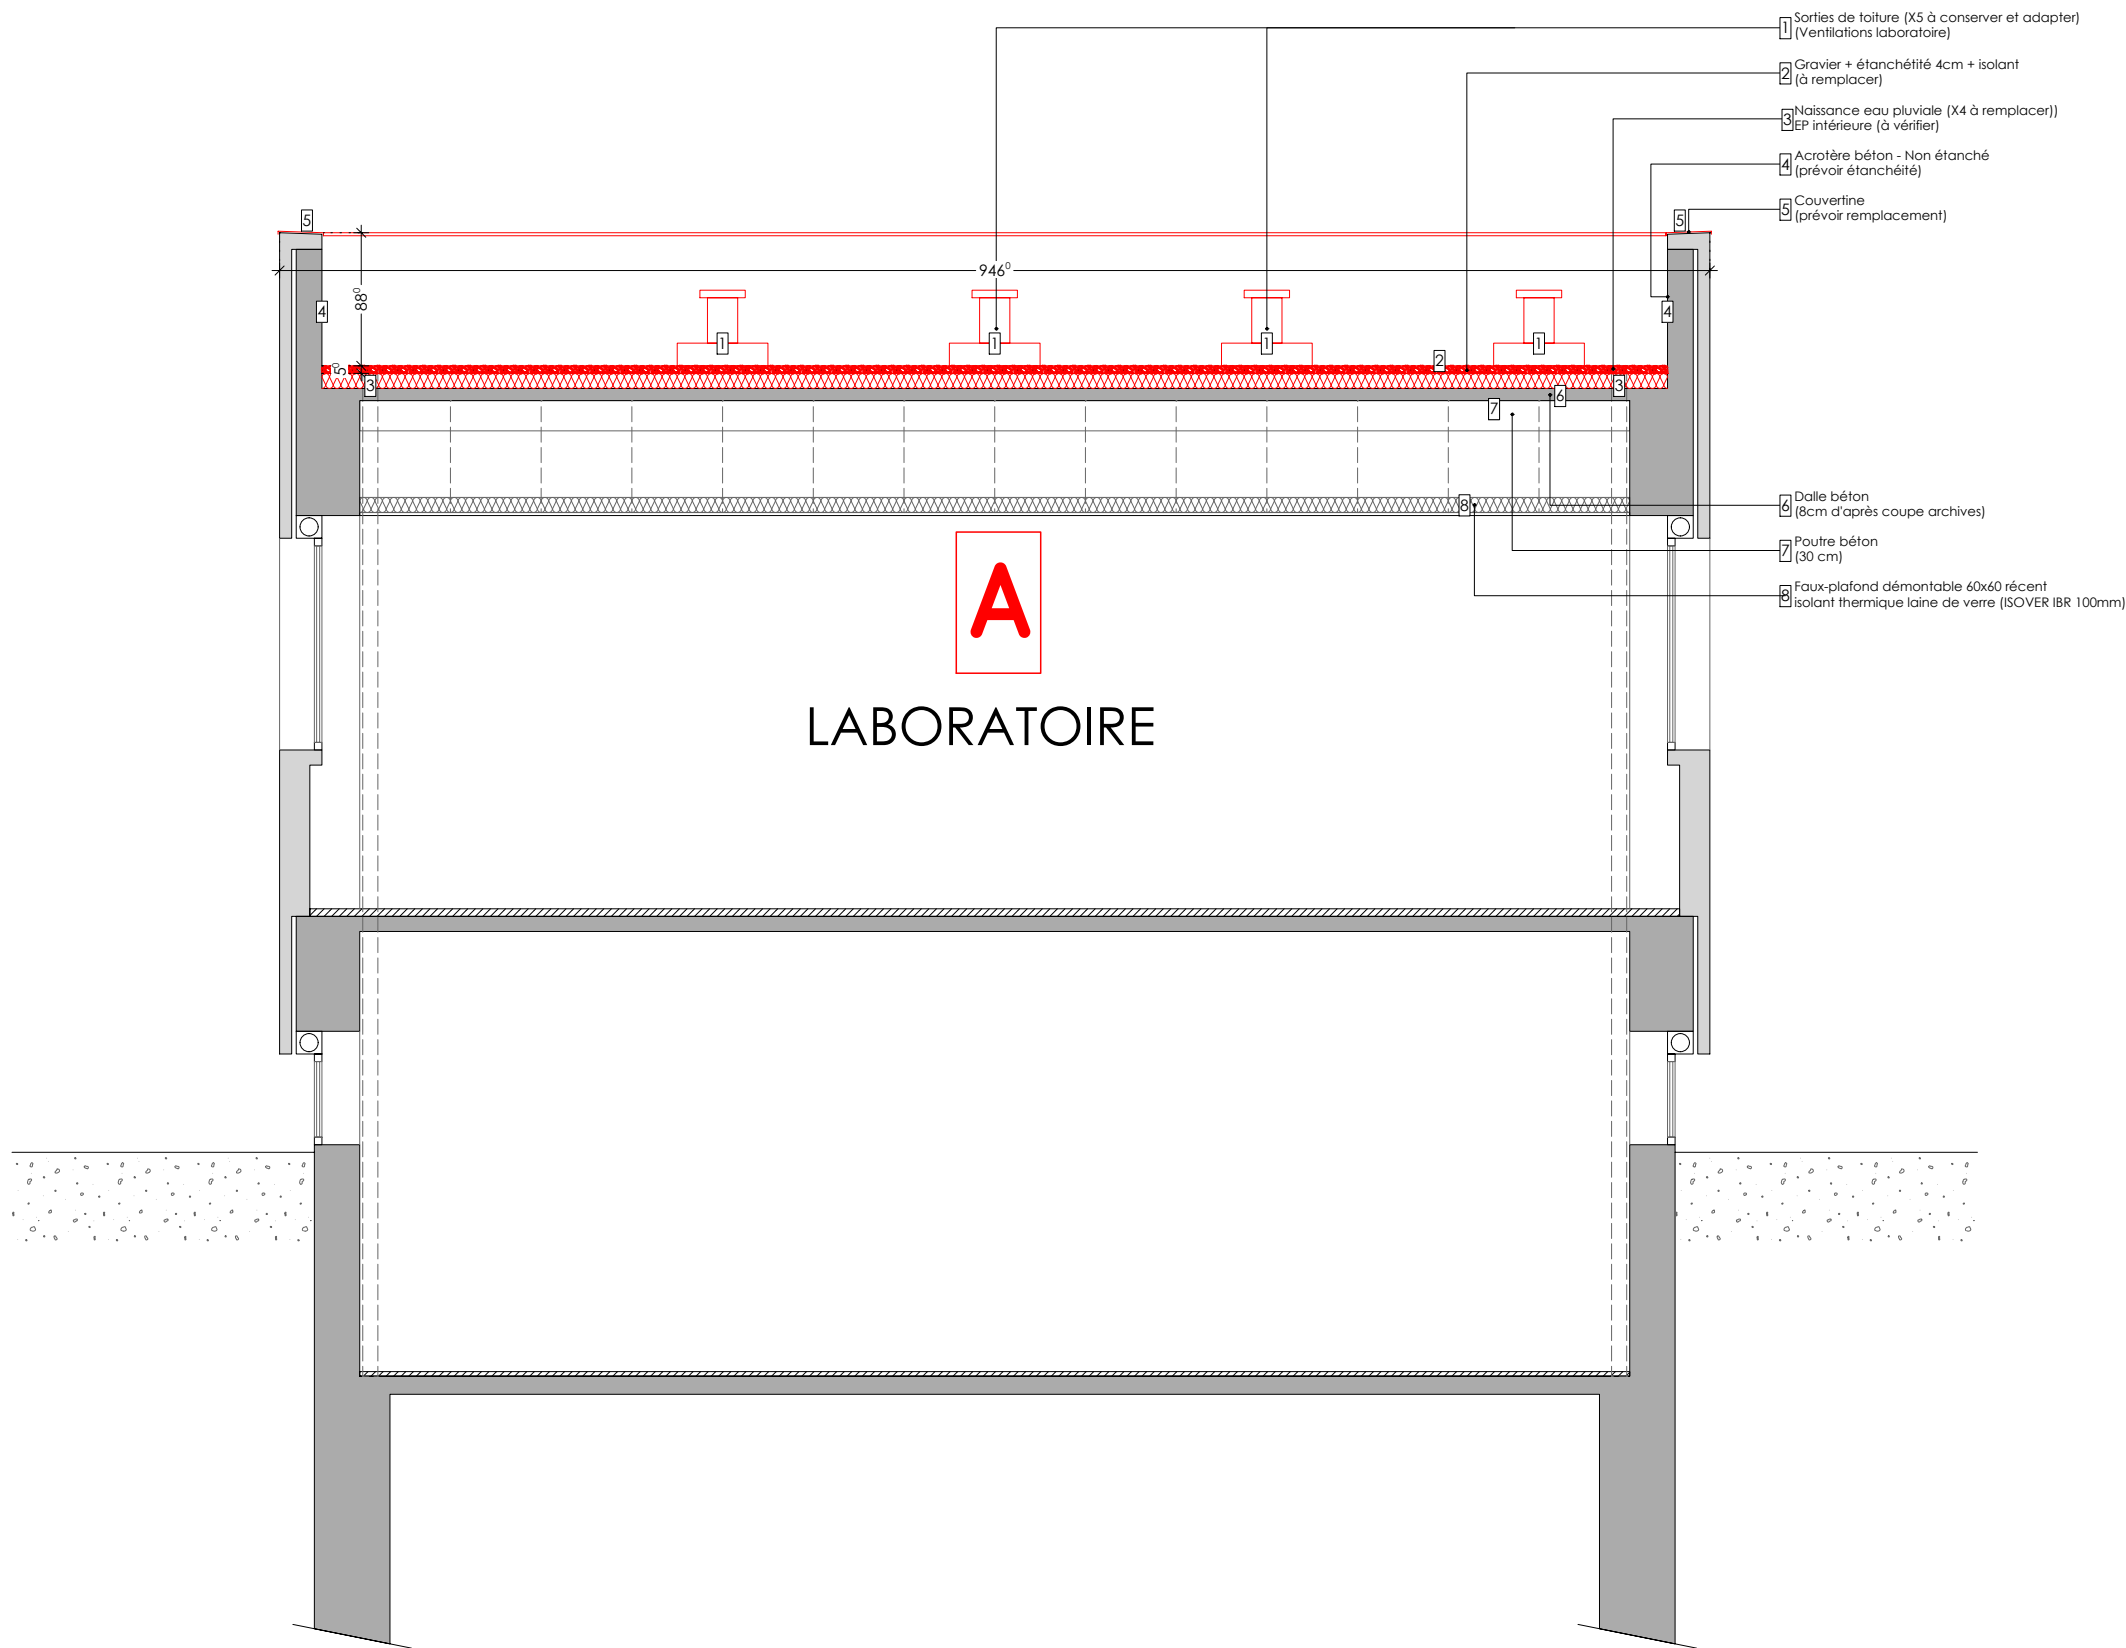 1 Sorties de toiture (X5 à conserver et adapter)
(Ventilations laboratoire)
2 Gravier + étanchétité 4cm + isolant
(à remplacer)
3 Naissance eau pluviale (X4 à remplacer))
EP intérieure (à vérifier)
4 Acrotère béton - Non étanché
(prévoir étanchéité)
5 Couvertine
(prévoir remplacement)
5 5
946⁰
88⁰
4 4
1 1 1 1
2
5⁰
3 3
6
7
8
6 Dalle béton
(8cm d'après coupe archives)
7 Poutre béton
(30 cm)
8 Faux-plafond démontable 60x60 récent
isolant thermique laine de verre (ISOVER IBR 100mm)
A
LABORATOIRE